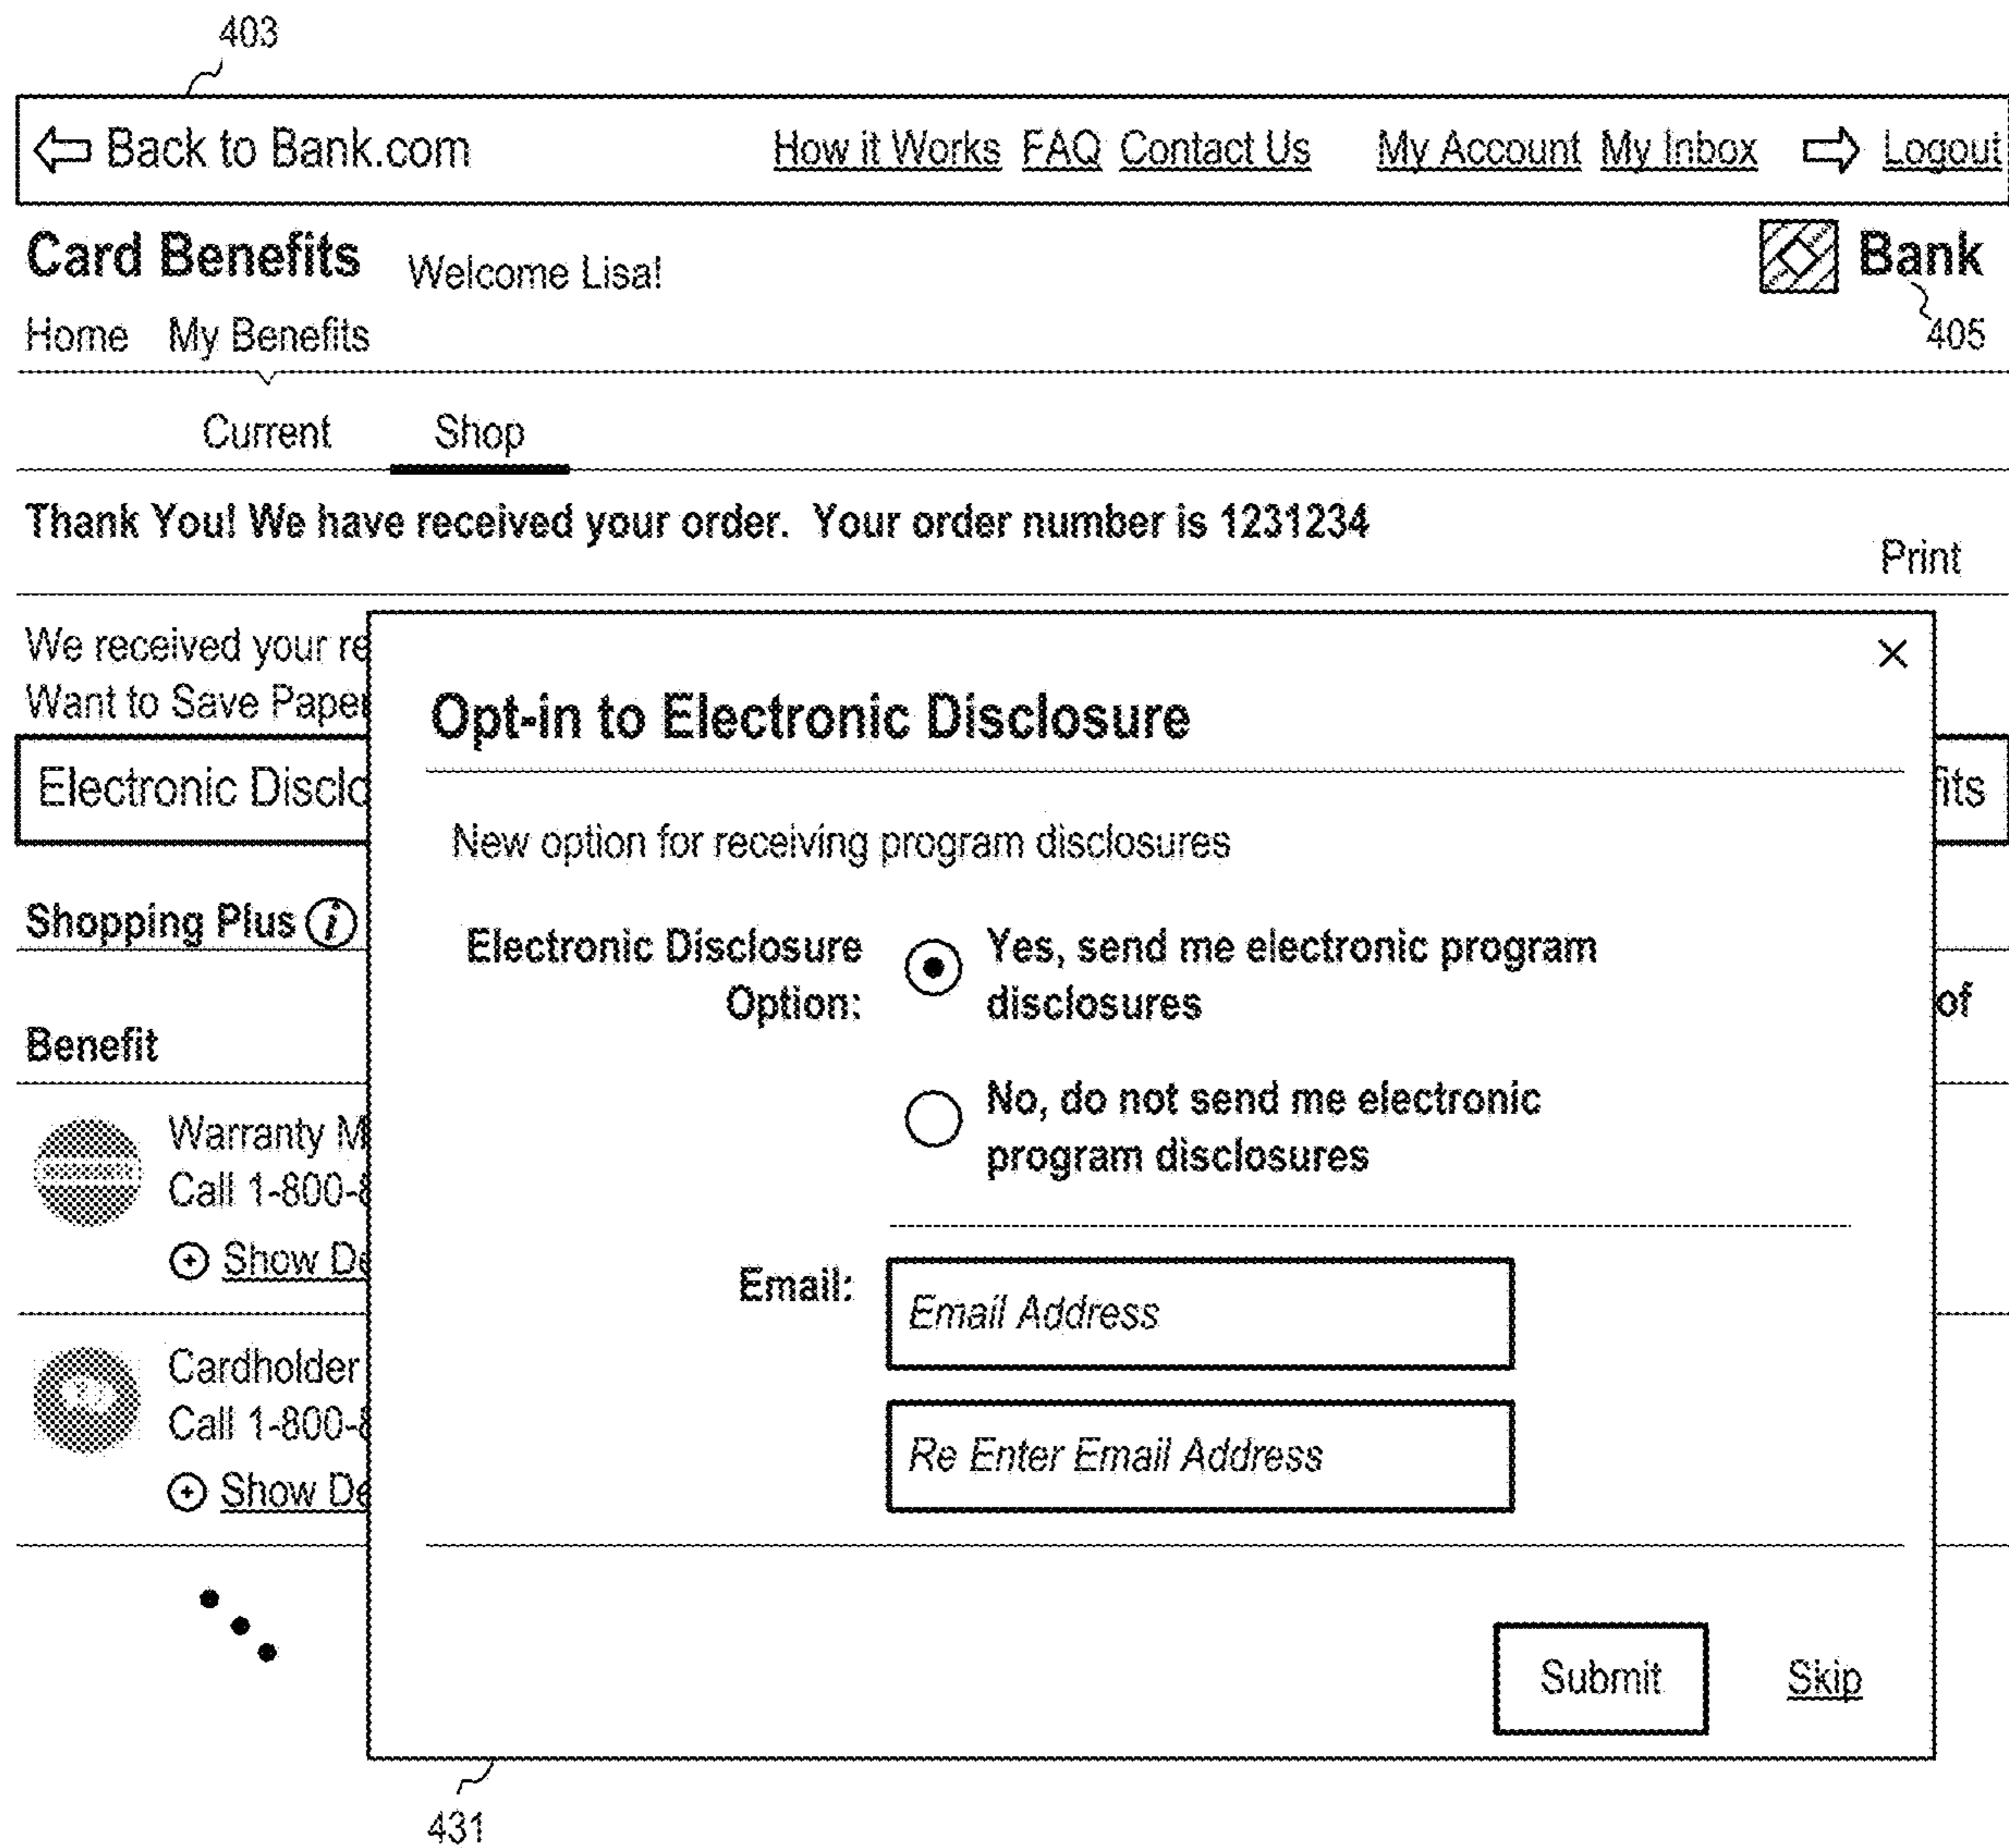 403
Back to Bank.com How it Works FAQ Contact Us My Account My Inbox Logout
Card Benefits Welcome Lisa! Bank
405
Home My Benefits
Current Shop
Thank You! We have received your order. Your order number is 1231234
Print
We received your re
Want to Save Paper
Electronic Disclo
fits
Shopping Plus i
of
Benefit
Warranty M
Call 1-800-8
Show De
Cardholder
Call 1-800-8
Show De
×
Opt-in to Electronic Disclosure
New option for receiving program disclosures
Electronic Disclosure
Option:
Yes, send me electronic program
disclosures
No, do not send me electronic
program disclosures
Email:
Email Address
Re Enter Email Address
Submit Skip
431